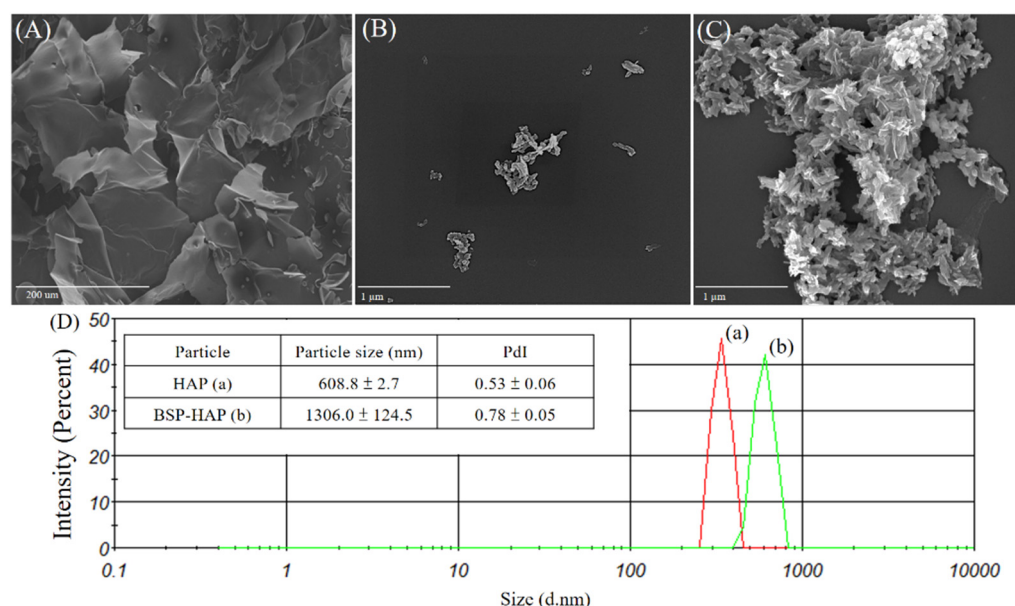 (A)
(B)
(C)
200 um
1 µm
1 µm
(D)
50
40
30
20
10
0
Intensity (Percent)
Particle Particle size (nm) PdI
HAP (a) 608.8 ± 2.7 0.53 ± 0.06
BSP-HAP (b) 1306.0 ± 124.5 0.78 ± 0.05
(a)
(b)
0.1 1 10 100 1000 10000
Size (d.nm)